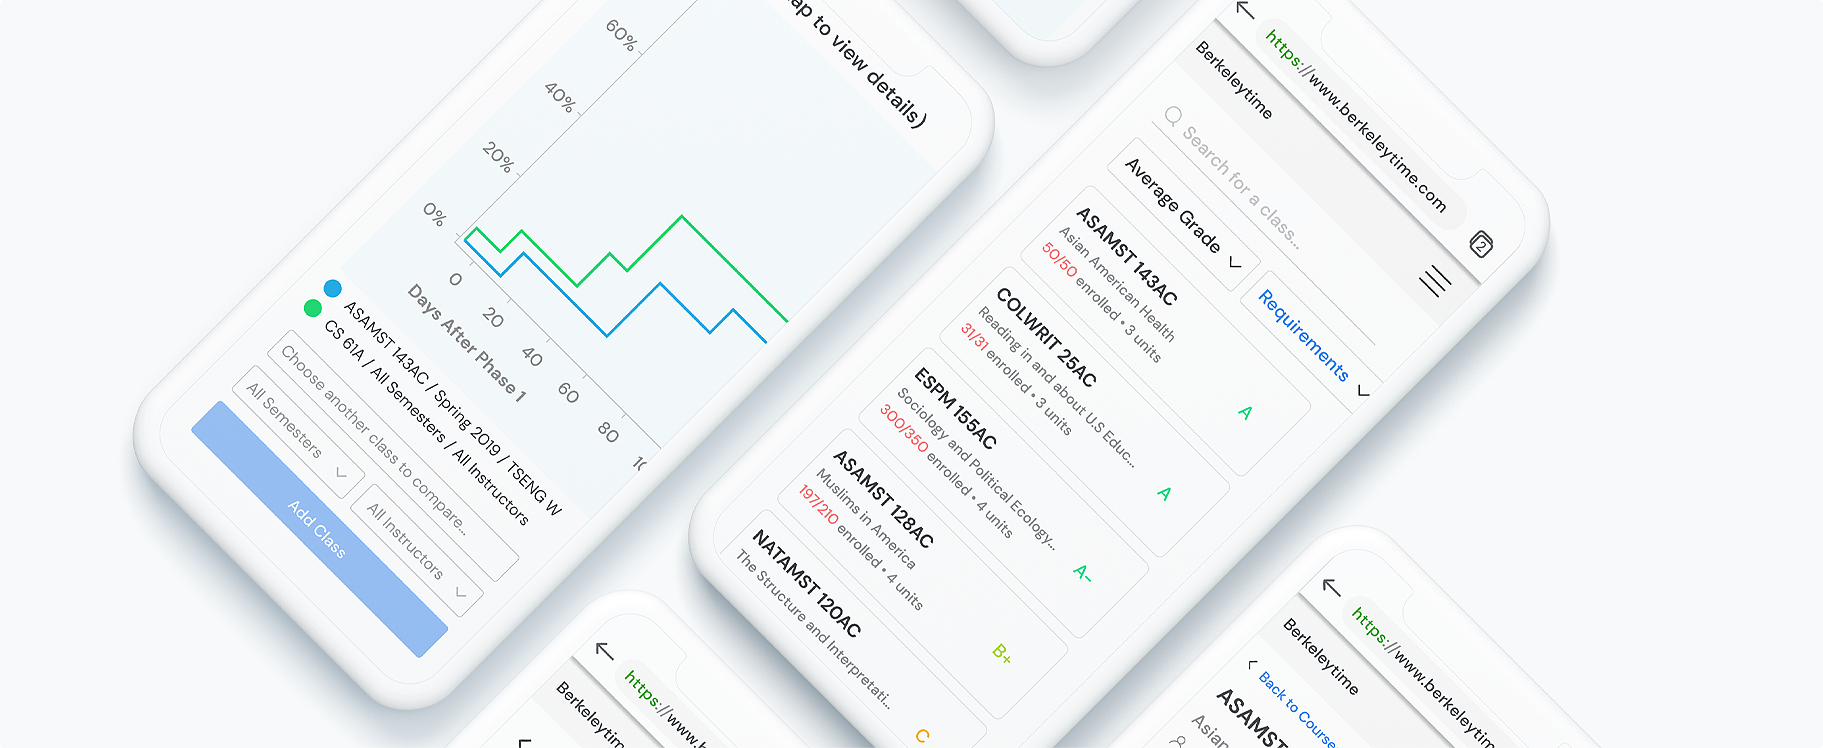 ap to view details)
60%
40%
20%
0%
0
20
40
60
80
Days After Phase 1
ASAMST 143AC / Spring 2019 / TSENG W
CS 61A / All Semesters / All Instructors
Choose another class to compare...
All Semesters
All Instructors
Add Class
https://www.berkeleytime.com
2
Berkeleytime
Search for a class...
Average Grade
Requirements
ASAMST 143AC
Asian American Health
50/50 enrolled • 3 units
A
COLWRIT 25AC
Reading in and about U.S Educ...
31/31 enrolled • 3 units
A
ESPM 155AC
Sociology and Political Ecology...
300/350 enrolled • 4 units
A-
ASAMST 128AC
Muslims in America
197/210 enrolled • 4 units
B+
NATAMST 120AC
The Structure and Interpretati...
C
https://www.b
Berkeleytim
https://www.berkeleytim
Berkeleytime
Back to Course
ASAMST
Asian